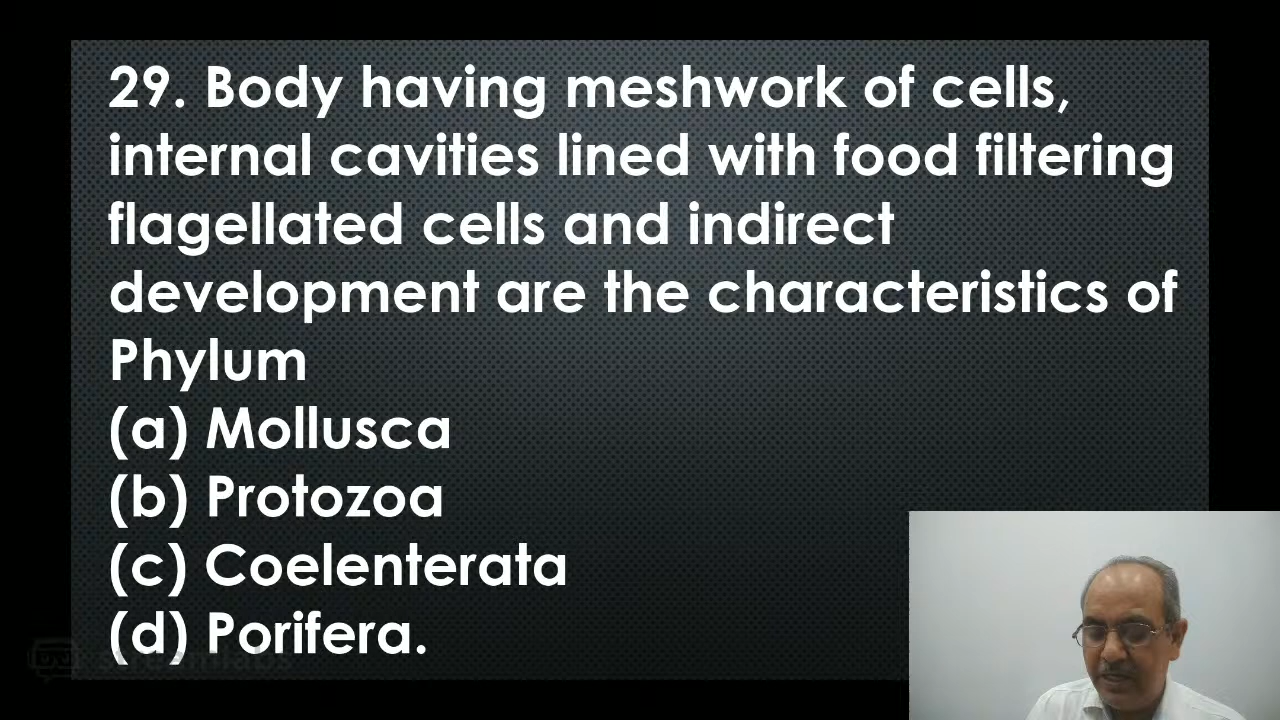 29. Body having meshwork of cells,
internal cavities lined with food filtering
flagellated cells and indirect
development are the characteristics of
Phylum
(a) Mollusca
(b) Protozoa
(c) Coelenterata
(d) Porifera.
streamlabs